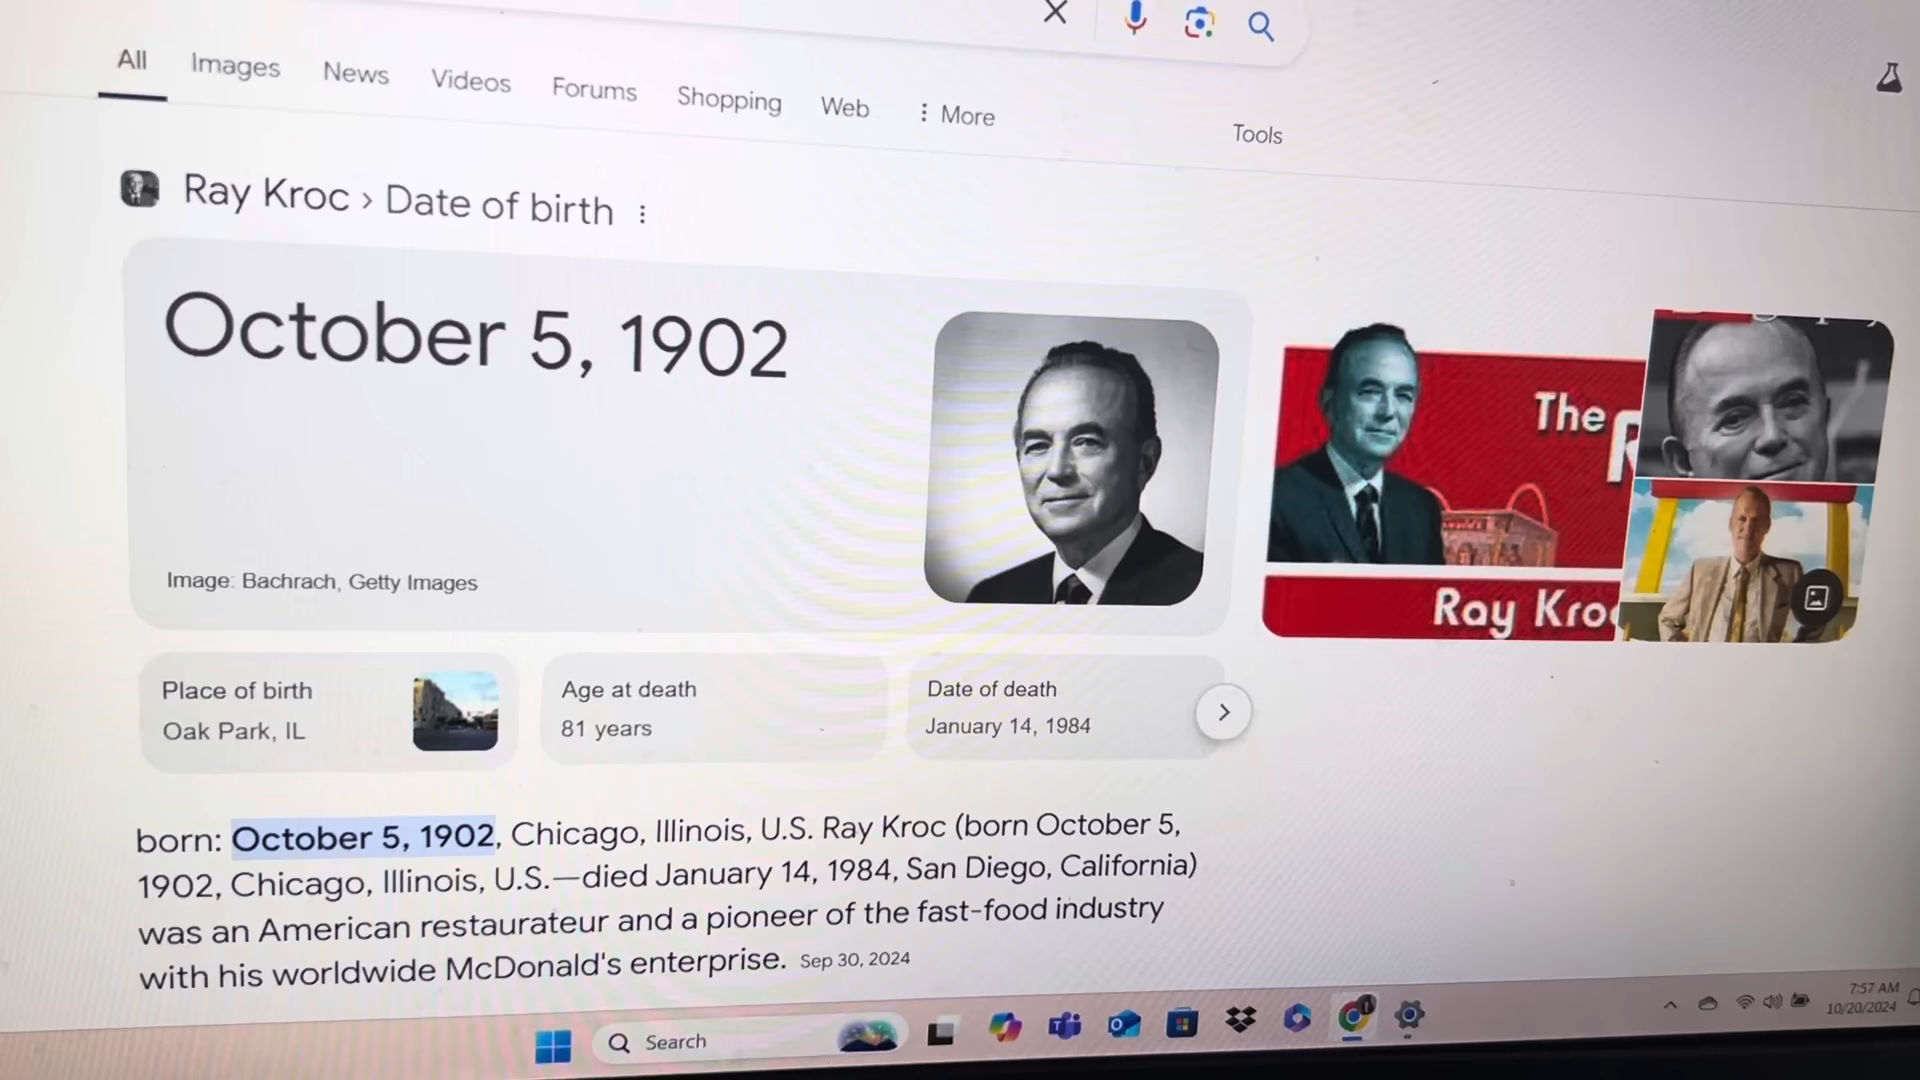 All Images News Videos Forums Shopping Web More Tools
Ray Kroc › Date of birth
October 5, 1902
Image: Bachrach, Getty Images
The
Ray Kroc
Place of birth
Oak Park, IL
Age at death
81 years
Date of death
January 14, 1984
born: October 5, 1902, Chicago, Illinois, U.S. Ray Kroc (born October 5,
1902, Chicago, Illinois, U.S.—died January 14, 1984, San Diego, California)
was an American restaurateur and a pioneer of the fast-food industry
with his worldwide McDonald's enterprise. Sep 30, 2024
Search
7:57 AM
10/20/2024